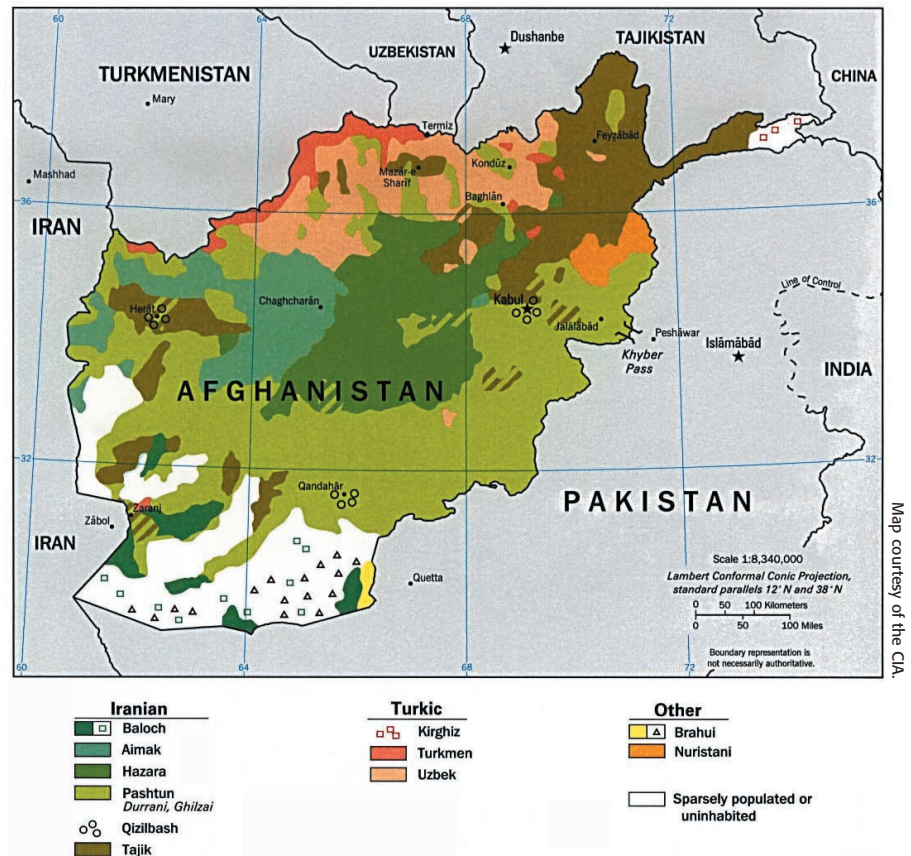 60
64
68
72
Dushanbe
TAJIKISTAN
UZBEKISTAN
TURKMENISTAN
CHINA
Mary
Termiz
Feyẕābād
Mashhad
Mazār-e
Sharīf
Kondūz
Baghlān
36
36
IRAN
Line of Control
Chaghcharān
Herāt
Kabul
Jalālābād
Peshāwar
Islāmābād
Khyber
Pass
INDIA
AFGHANISTAN
32
32
Qandahār
PAKISTAN
Zābol
Zaranj
IRAN
Quetta
Scale 1:8,340,000
Lambert Conformal Conic Projection,
standard parallels 12° N and 38° N
0 50 100 Kilometers
0 50 100 Miles
Boundary representation is
not necessarily authoritative.
60
64
68
72
Map courtesy of the CIA.
Iranian
Baloch
Aimak
Hazara
Pashtun
Durrani, Ghilzai
Qizilbash
Tajik
Turkic
Kirghiz
Turkmen
Uzbek
Other
Brahui
Nuristani
Sparsely populated or
uninhabited